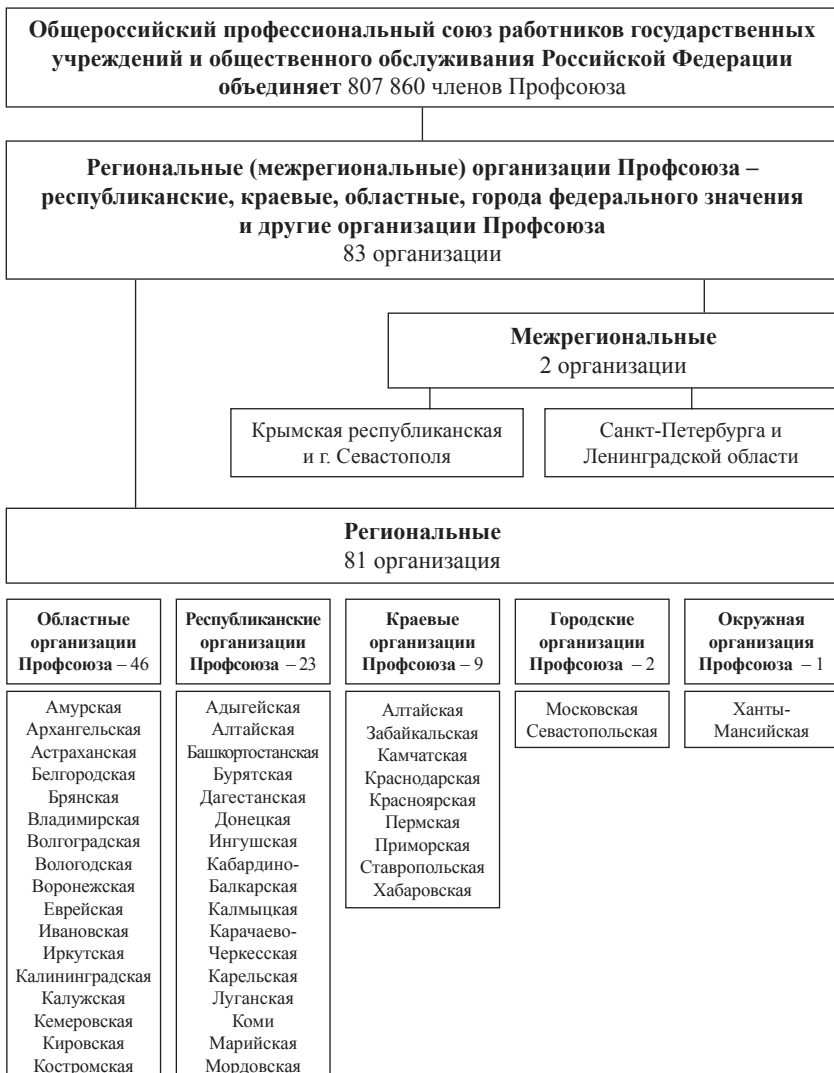 Общероссийский профессиональный союз работников государственных
учреждений и общественного обслуживания Российской Федерации
объединяет 807 860 членов Профсоюза
Региональные (межрегиональные) организации Профсоюза –
республиканские, краевые, областные, города федерального значения
и другие организации Профсоюза
83 организации
Межрегиональные
2 организации
Крымская республиканская
и г. Севастополя
Санкт-Петербурга и
Ленинградской области
Региональные
81 организация
Областные
организации
Профсоюза – 46
Амурская
Архангельская
Астраханская
Белгородская
Брянская
Владимирская
Волгоградская
Вологодская
Воронежская
Еврейская
Ивановская
Иркутская
Калининградская
Калужская
Кемеровская
Кировская
Костромская
Республиканские
организации
Профсоюза – 23
Адыгейская
Алтайская
Башкортостанская
Бурятская
Дагестанская
Донецкая
Ингушская
Кабардино-
Балкарская
Калмыцкая
Карачаево-
Черкесская
Карельская
Луганская
Коми
Марийская
Мордовская
Краевые
организации
Профсоюза – 9
Алтайская
Забайкальская
Камчатская
Краснодарская
Красноярская
Пермская
Приморская
Ставропольская
Хабаровская
Городские
организации
Профсоюза – 2
Московская
Севастопольская
Окружная
организация
Профсоюза – 1
Ханты-
Мансийская